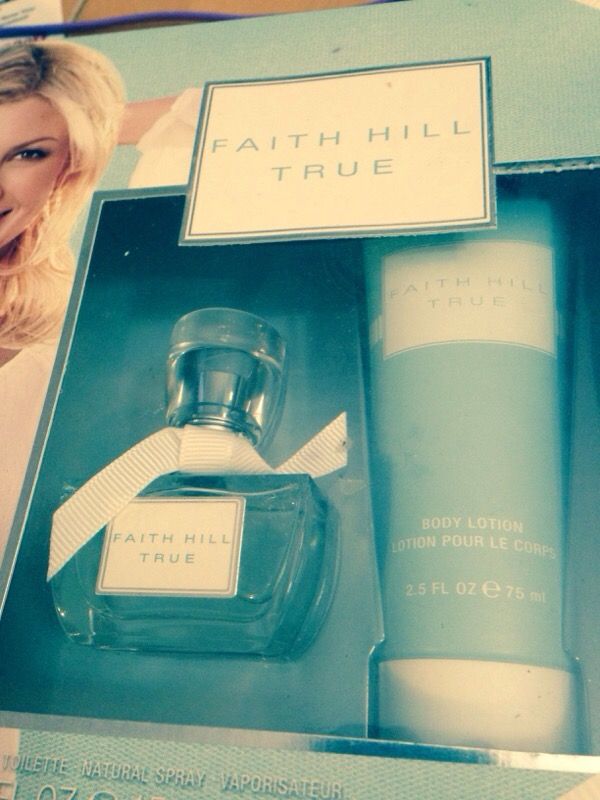 FAITH HILL
TRUE
FAITH HILL
TRUE
FAITH HILL
TRUE
BODY LOTION
LOTION POUR LE CORPS
2.5 FL OZ e 75 ml
TOILETTE NATURAL SPRAY VAPORISATEUR